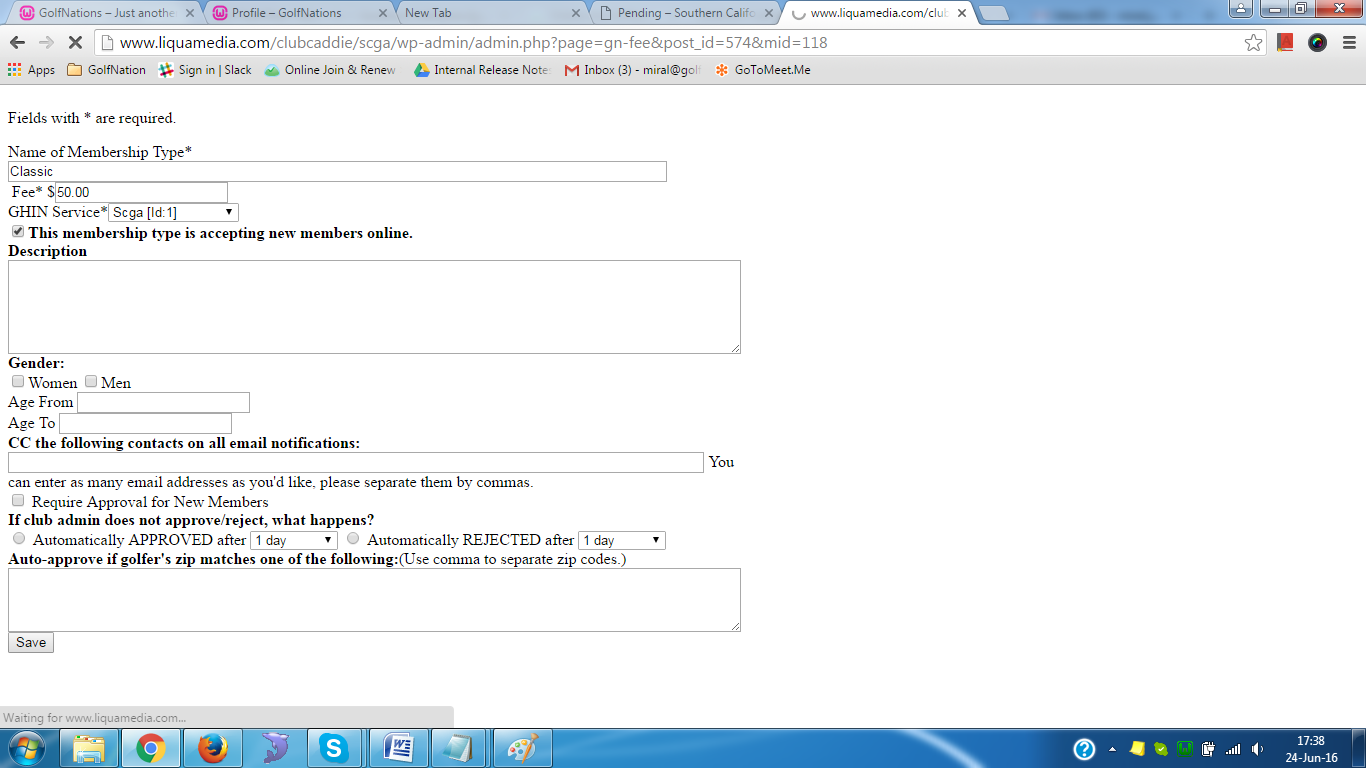 GolfNations – Just anothe
Profile – GolfNations
New Tab
Pending – Southern Califo
www.liquamedia.com/club
www.liquamedia.com/clubcaddie/scga/wp-admin/admin.php?page=gn-fee&post_id=574&mid=118
Apps
GolfNation
Sign in | Slack
Online Join & Renew
Internal Release Note
Inbox (3) - miral@golf
GoToMeet.Me
Fields with * are required.
Name of Membership Type*
Classic
Fee* $50.00
GHIN Service* Scga [Id:1]
This membership type is accepting new members online.
Description
Gender:
Women Men
Age From
Age To
CC the following contacts on all email notifications:
You
can enter as many email addresses as you'd like, please separate them by commas.
Require Approval for New Members
If club admin does not approve/reject, what happens?
Automatically APPROVED after 1 day Automatically REJECTED after 1 day
Auto-approve if golfer's zip matches one of the following:(Use comma to separate zip codes.)
Save
Waiting for www.liquamedia.com...
17:38
24-Jun-16